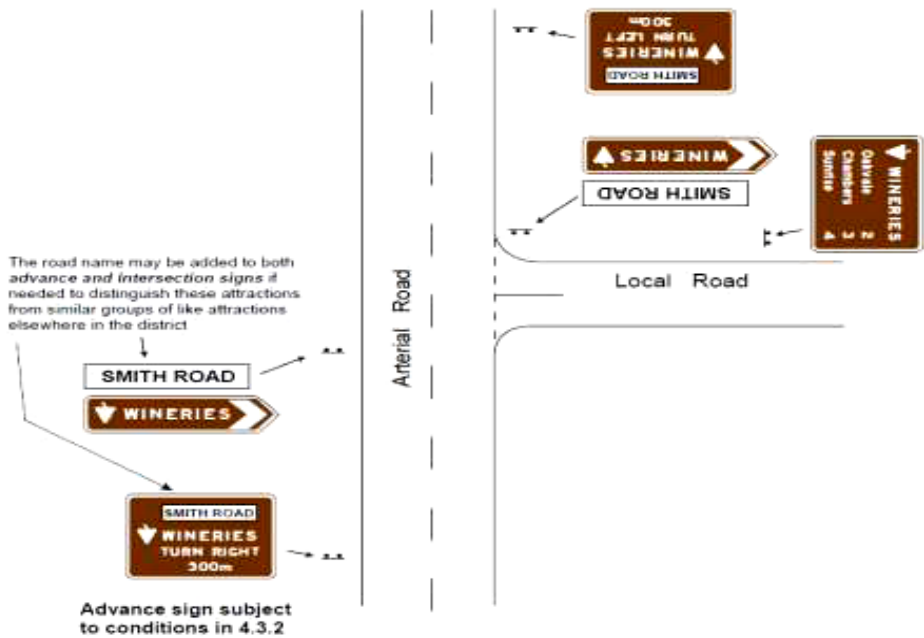 SMITH ROAD
WINERIES
TURN LEFT
300m
WINERIES
SMITH ROAD
WINERIES
Oakvale 2
Chambers 3
Sunrise 4
The road name may be added to both
advance and Intersection signs if
needed to distinguish these attractions
from similar groups of like attractions
elsewhere in the district
Arterial Road
Local Road
SMITH ROAD
WINERIES
SMITH ROAD
WINERIES
TURN RIGHT
300m
Advance sign subject
to conditions in 4.3.2